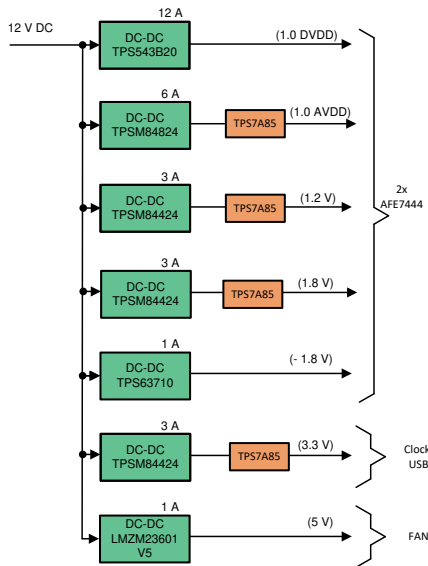 12 A
12 V DC
DC-DC
TPS543B20
(1.0 DVDD)
6 A
DC-DC
TPSM84824
TPS7A85
(1.0 AVDD)
3 A
DC-DC
TPSM84424
TPS7A85
(1.2 V)
2x
AFE7444
3 A
DC-DC
TPSM84424
TPS7A85
(1.8 V)
1 A
DC-DC
TPS63710
(- 1.8 V)
3 A
DC-DC
TPSM84424
TPS7A85
(3.3 V)
Clock
USB
1 A
DC-DC
LMZM23601
V5
(5 V)
FAN